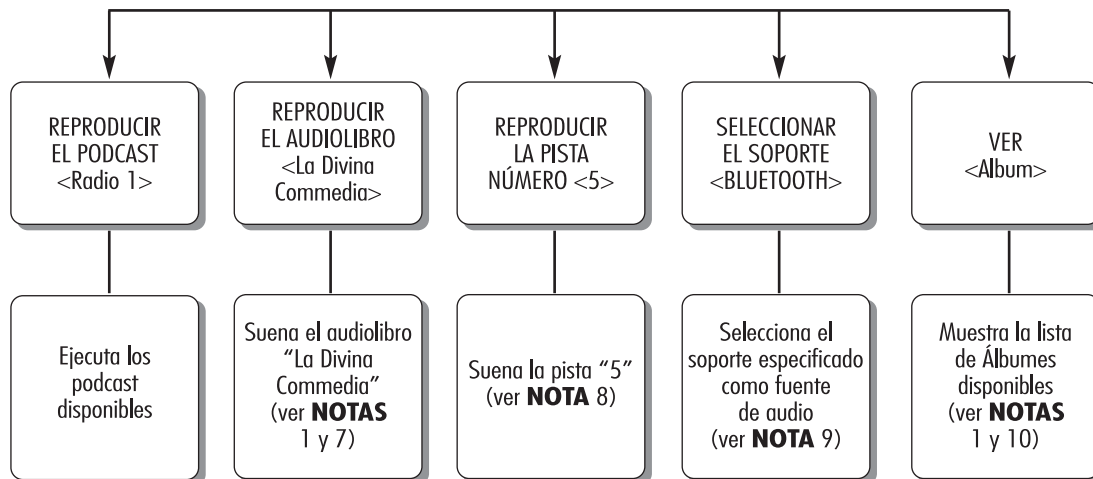 REPRODUCIR
EL PODCAST
<Radio 1>
REPRODUCIR
EL AUDIOLIBRO
<La Divina
Commedia>
REPRODUCIR
LA PISTA
NÚMERO <5>
SELECCIONAR
EL SOPORTE
<BLUETOOTH>
VER
<Album>
Ejecuta los
podcast
disponibles
Suena el audiolibro
“La Divina
Commedia”
(ver NOTAS
1 y 7)
Suena la pista “5”
(ver NOTA 8)
Selecciona el
soporte especificado
como fuente
de audio
(ver NOTA 9)
Muestra la lista
de Álbumes
disponibles
(ver NOTAS
1 y 10)